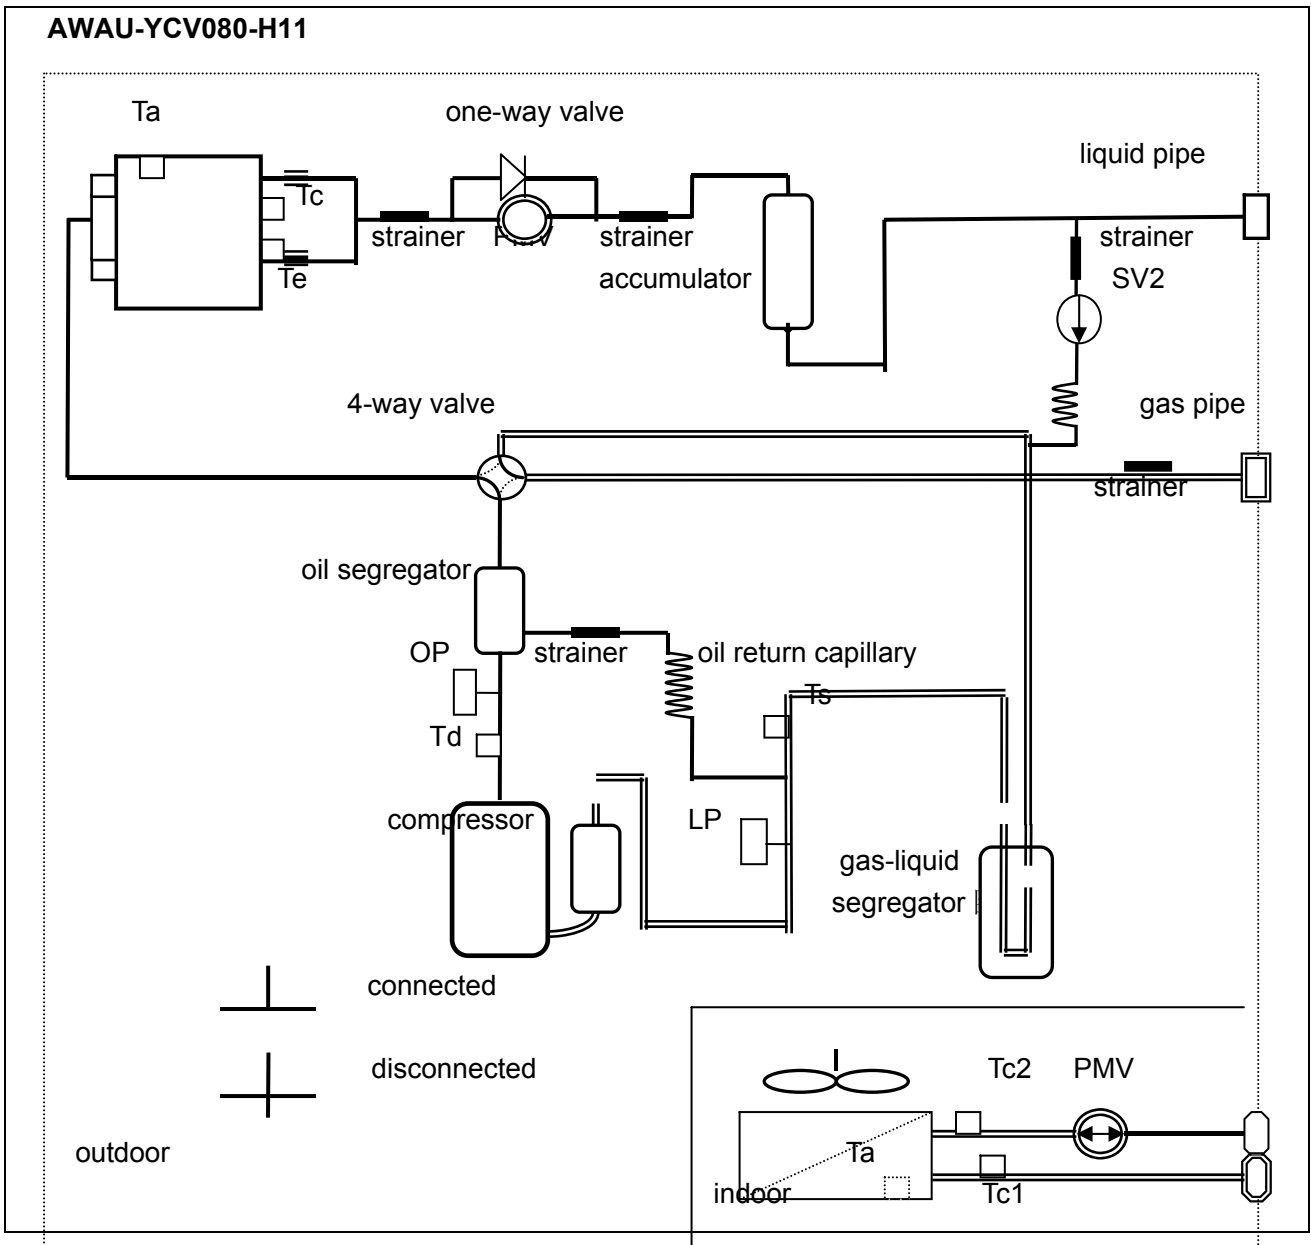 AWAU-YCV080-H11
Ta
one-way valve
liquid pipe
Tc
strainer
strainer
strainer
Te
accumulator
SV2
4-way valve
gas pipe
strainer
oil segregator
OP
strainer
oil return capillary
Ts
Td
compressor
LP
gas-liquid
segregator
connected
disconnected
Tc2
PMV
outdoor
Ta
indoor
Tc1